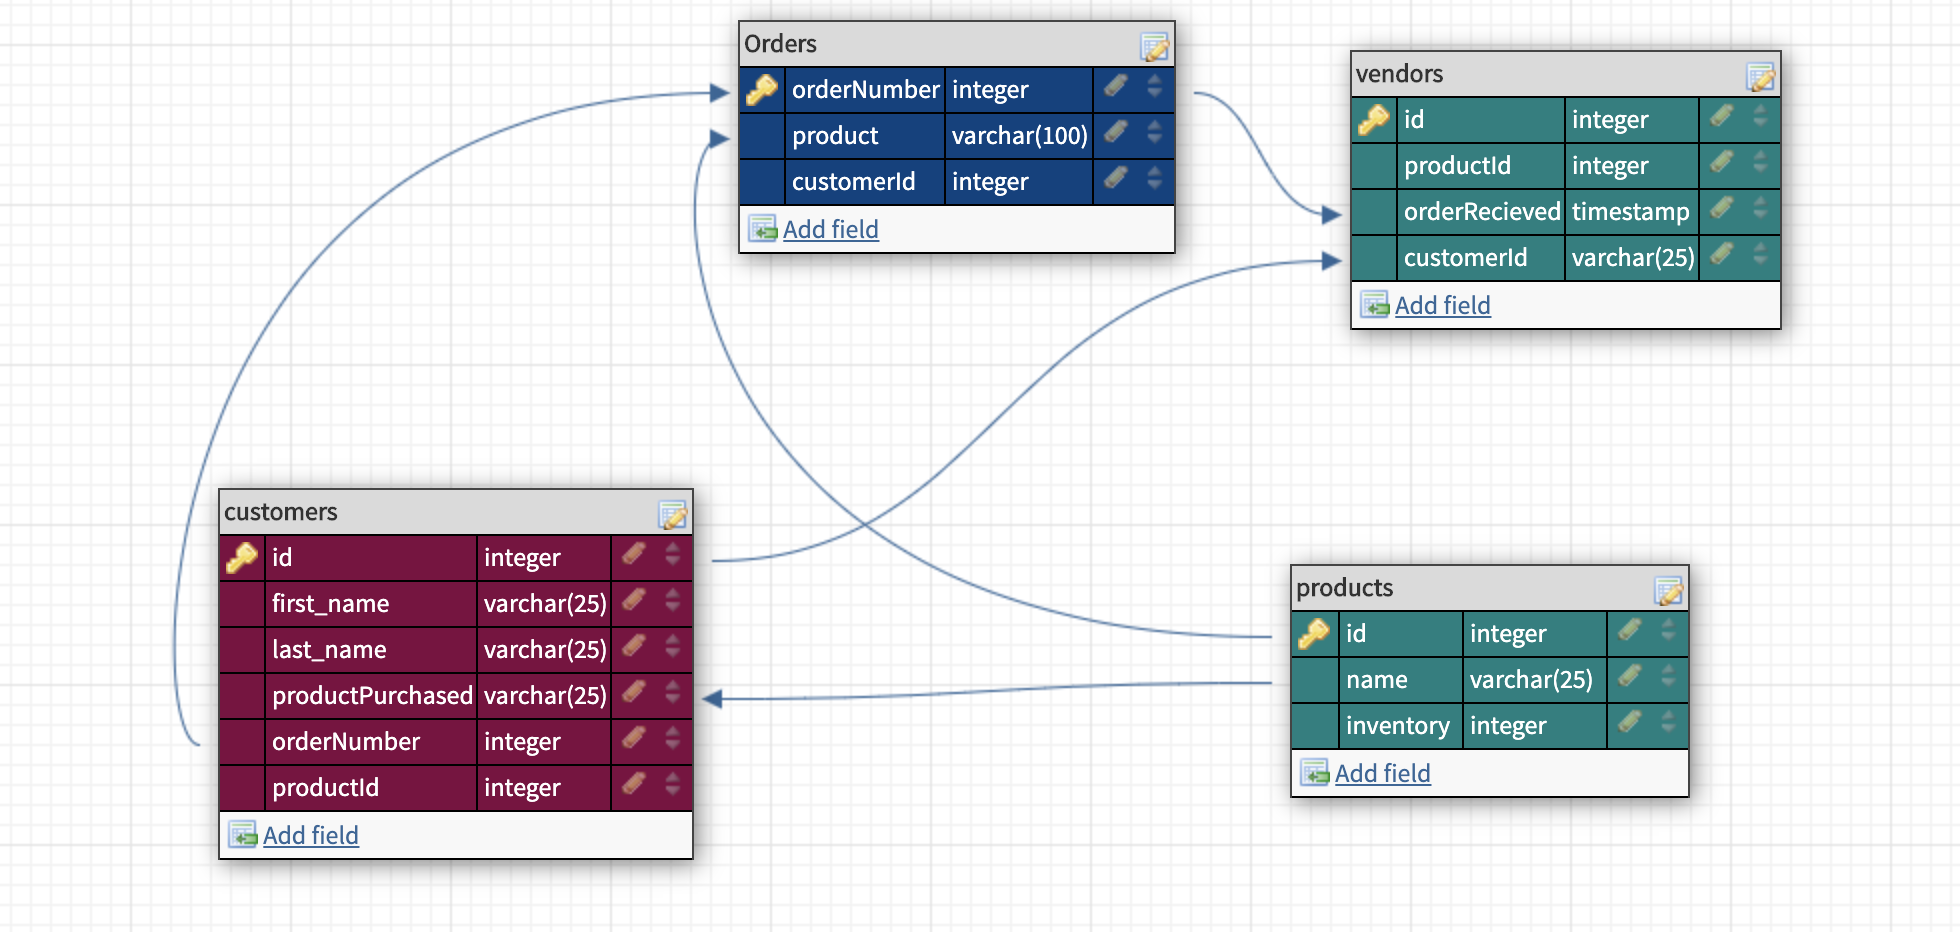 Orders
orderNumber integer
product varchar(100)
customerId integer
Add field
vendors
id integer
productId integer
orderRecieved timestamp
customerId varchar(25)
Add field
customers
id integer
first_name varchar(25)
last_name varchar(25)
productPurchased varchar(25)
orderNumber integer
productId integer
Add field
products
id integer
name varchar(25)
inventory integer
Add field